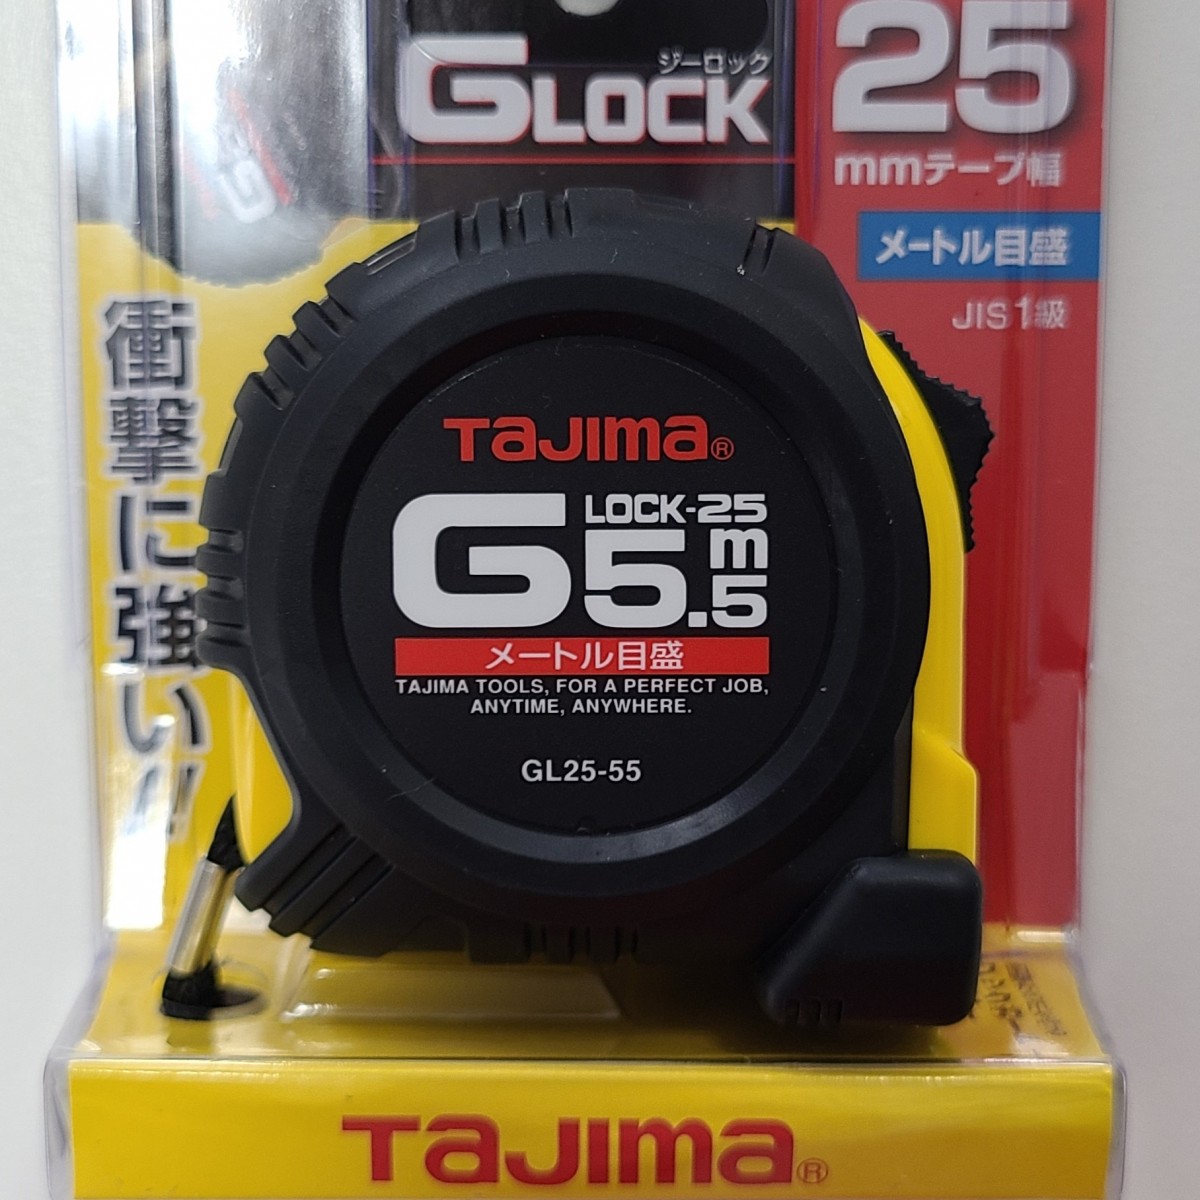 ジーロック
GLOCK
25
mmテープ幅
メートル目盛
JIS1級
衝撃に強い!!
TaJIma®
G LOCK-25
5.5m
メートル目盛
TAJIMA TOOLS, FOR A PERFECT JOB,
ANYTIME, ANYWHERE.
GL25-55
TaJIma®